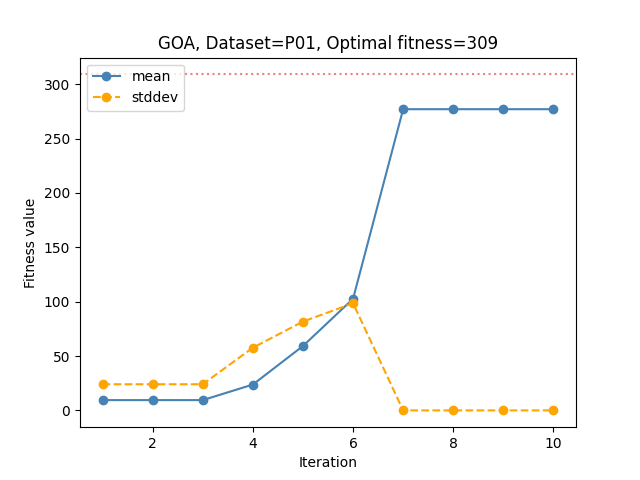 GOA, Dataset=P01, Optimal fitness=309
mean
stddev
Fitness value
300
250
200
150
100
50
0
2
4
6
8
10
Iteration